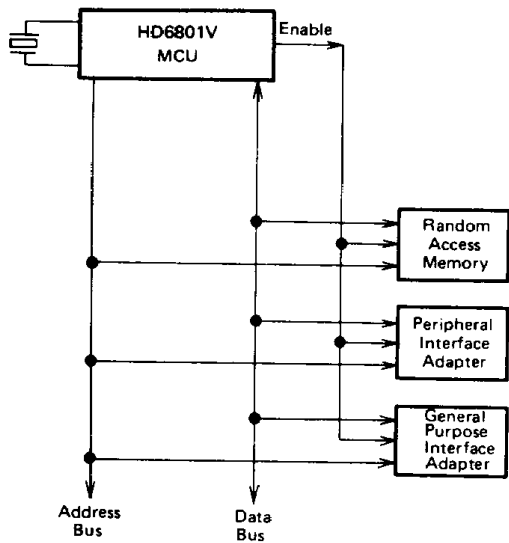 HD6801V
MCU
Enable
Random
Access
Memory
Peripheral
Interface
Adapter
General
Purpose
Interface
Adapter
Address
Bus
Data
Bus